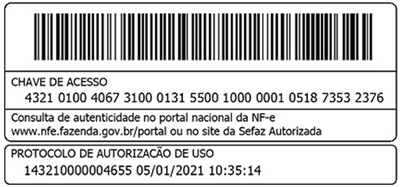 CHAVE DE ACESSO
4321 0100 4067 3100 0131 5500 1000 0001 0518 7353 2376
Consulta de autenticidade no portal nacional da NF-e
www.nfe.fazenda.gov.br/portal ou no site da Sefaz Autorizada
PROTOCOLO DE AUTORIZACÃO DE USO
143210000004655 05/01/2021 10:35:14